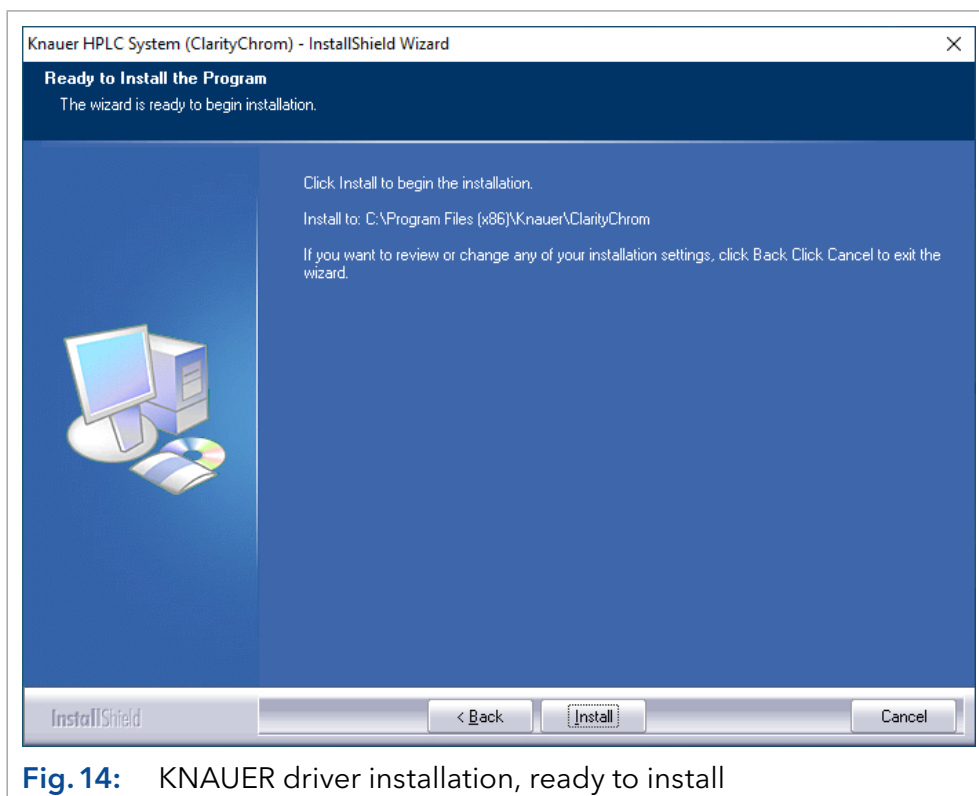 Knauer HPLC System (ClarityChrom) - InstallShield Wizard
Ready to Install the Program
The wizard is ready to begin installation.
Click Install to begin the installation.
Install to: C:\Program Files (x86)\Knauer\ClarityChrom
If you want to review or change any of your installation settings, click Back Click Cancel to exit the
wizard.
InstallShield
< Back
Install
Cancel
Fig. 14: KNAUER driver installation, ready to install